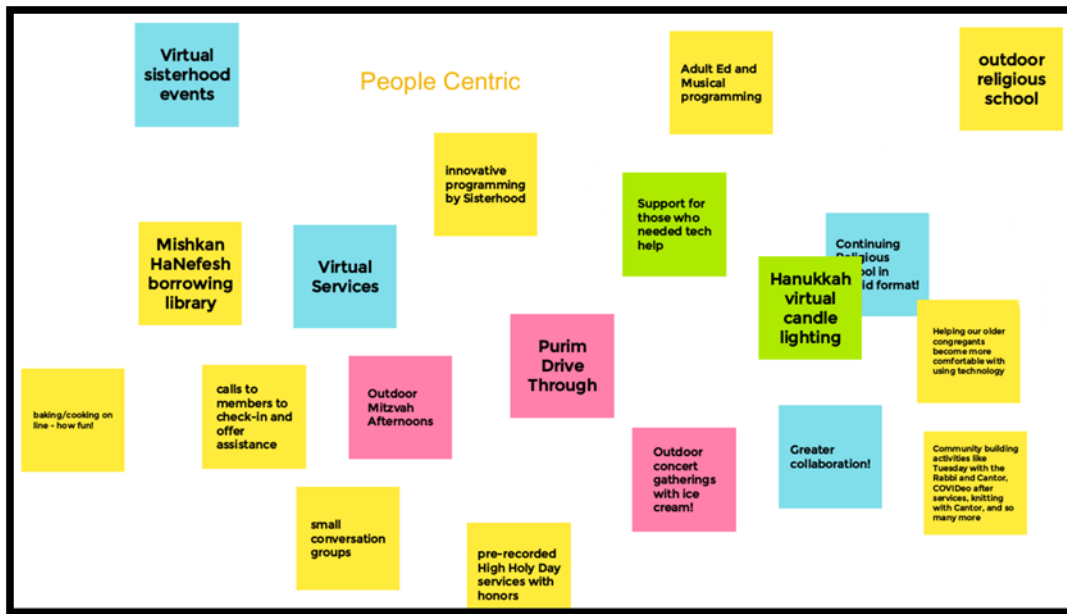 Virtual
sisterhood
events
People Centric
Adult Ed and
Musical
programming
outdoor
religious
school
innovative
programming
by Sisterhood
Support for
those who
needed tech
help
Mishkan
HaNefesh
borrowing
library
Virtual
Services
Continuing
School in
format!
Hanukkah
virtual
candle
lighting
Purim
Drive
Through
Helping our older
congregants
become more
comfortable with
using technology
baking/cooking on
line - how fun!
calls to
members to
check-in and
offer
assistance
Outdoor
Mitzvah
Afternoons
Outdoor
concert
gatherings
with ice
cream!
Greater
collaboration!
Community building
activities like
Tuesday with the
Rabbi and Cantor,
COVIDeo after
services, knitting
with Cantor, and so
many more
small
conversation
groups
pre-recorded
High Holy Day
services with
honors